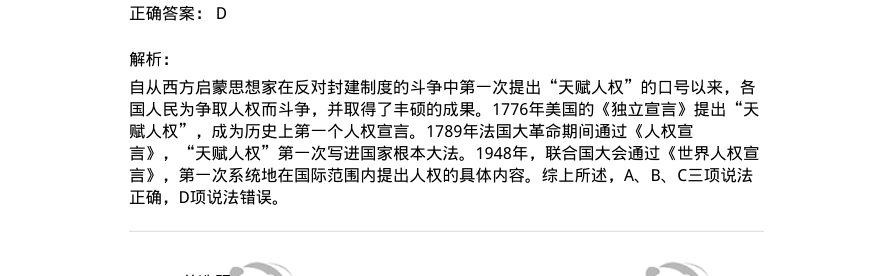 正确答案： D
解析：
自从西方启蒙思想家在反对封建制度的斗争中第一次提出“天赋人权”的口号以来，各
国人民为争取人权而斗争，并取得了丰硕的成果。1776年美国的《独立宣言》提出“天
赋人权”，成为历史上第一个人权宣言。1789年法国大革命期间通过《人权宣
言》，“天赋人权”第一次写进国家根本大法。1948年，联合国大会通过《世界人权宣
言》，第一次系统地在国际范围内提出人权的具体内容。综上所述，A、B、C三项说法
正确，D项说法错误。